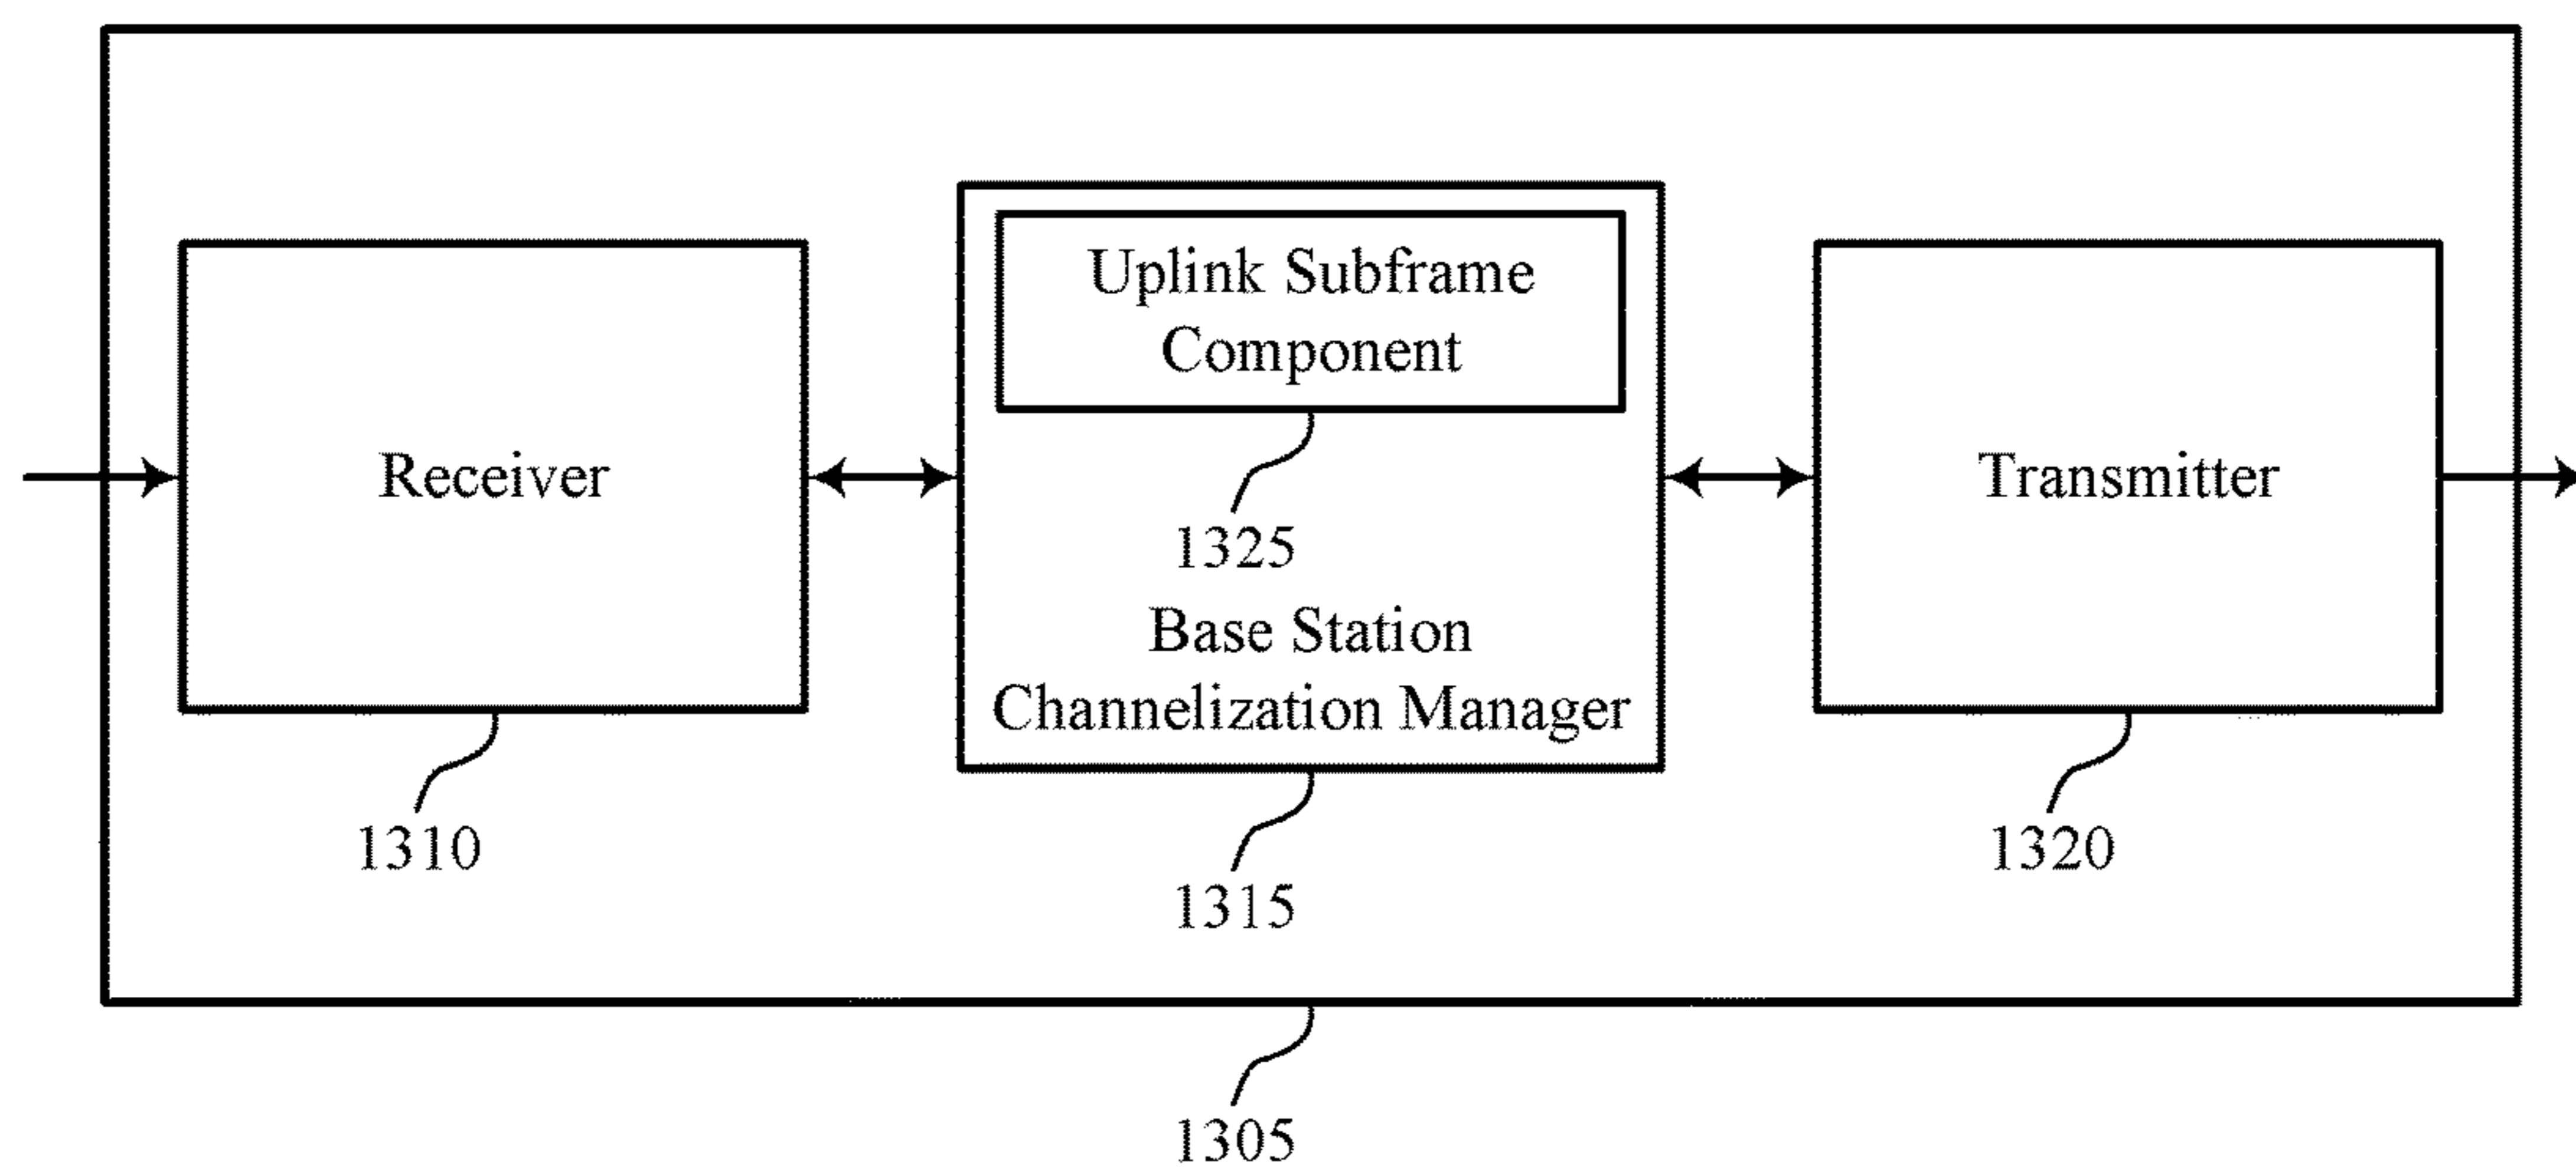 Uplink Subframe
Component
Receiver
Transmitter
1325
Base Station
Channelization Manager
1310
1320
1315
1305